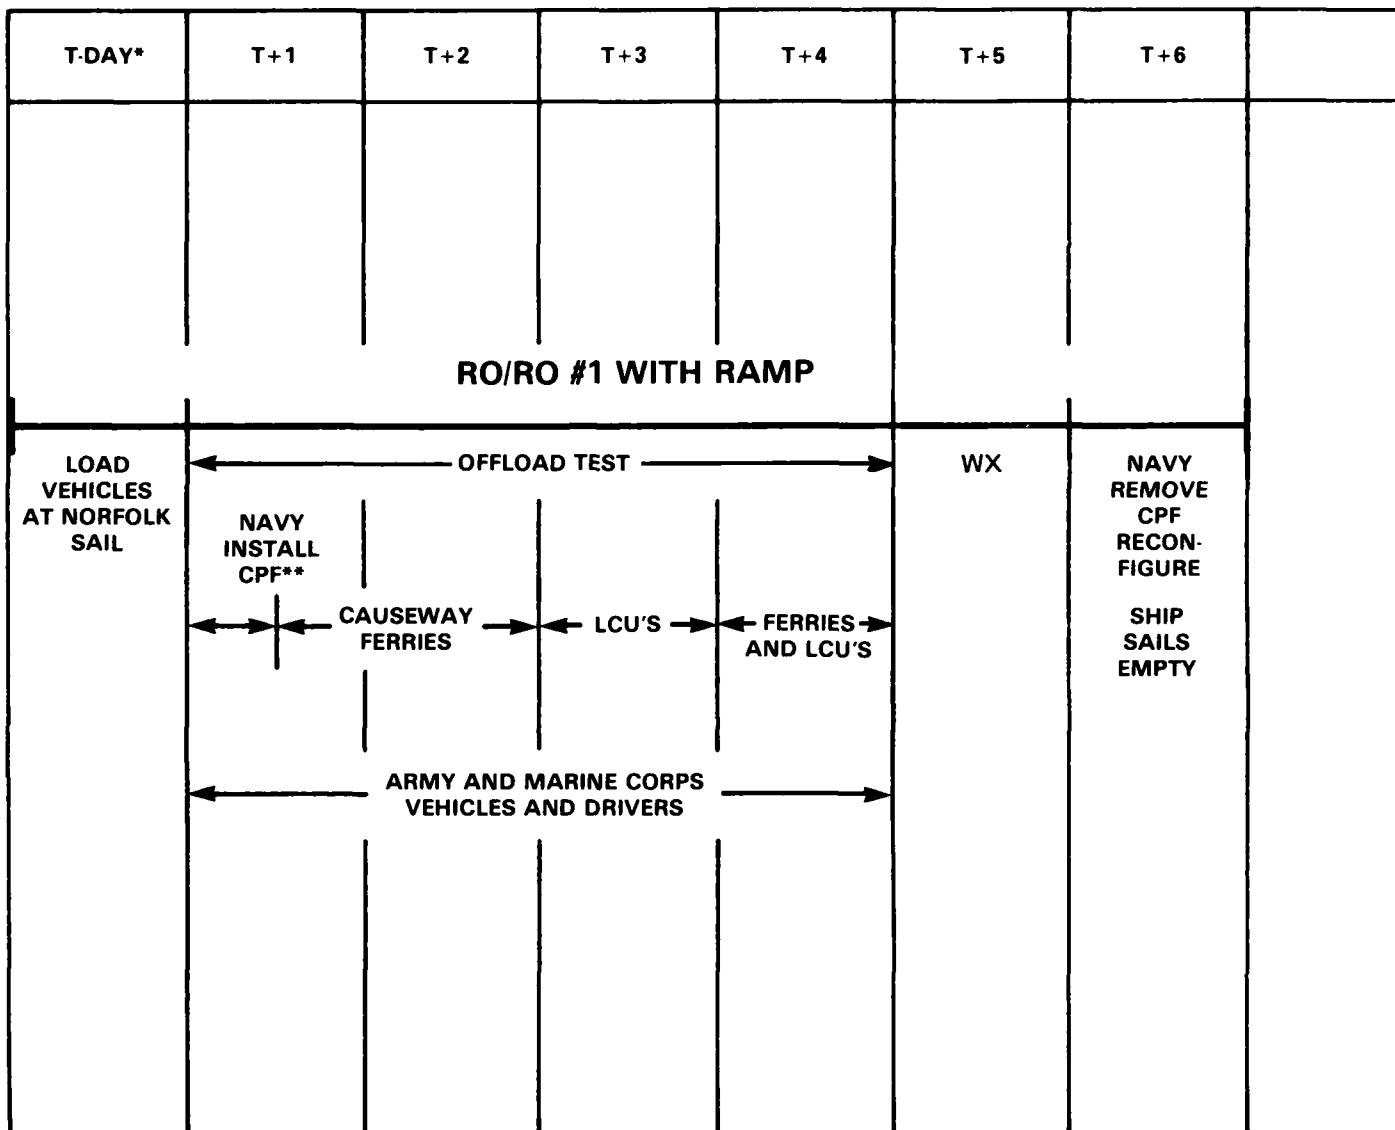 T-DAY* T+1 T+2 T+3 T+4 T+5 T+6
RO/RO #1 WITH RAMP
LOAD
VEHICLES
AT NORFOLK
SAIL
OFFLOAD TEST
NAVY
INSTALL
CPF**
CAUSEWAY
FERRIES
LCU'S
FERRIES
AND LCU'S
ARMY AND MARINE CORPS
VEHICLES AND DRIVERS
WX
NAVY
REMOVE
CPF
RECON-
FIGURE
SHIP
SAILS
EMPTY